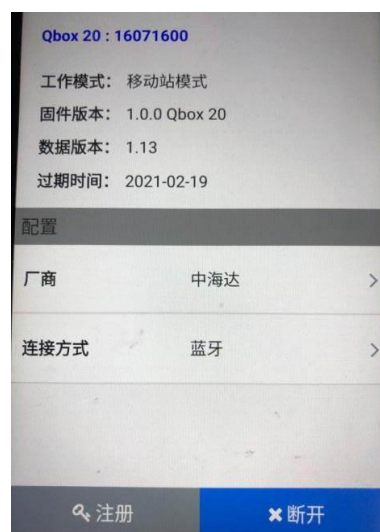 Qbox 20 : 16071600
工作模式： 移动站模式
固件版本： 1.0.0 Qbox 20
数据版本： 1.13
过期时间： 2021-02-19
配置
厂商 中海达
连接方式 蓝牙
注册 断开